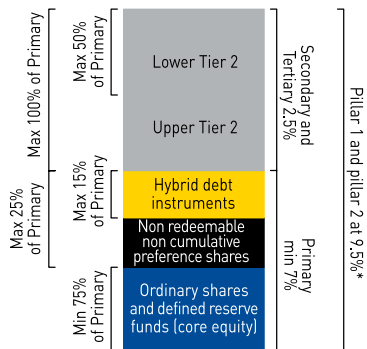 Max 100% of Primary
Max 50%
of Primary
Lower Tier 2
Upper Tier 2
Secondary and
Tertiary 2.5%
Pillar 1 and pillar 2 at 9.5%*
Max 25%
of Primary
Max 15%
of Primary
Hybrid debt
instruments
Non redeemable
non cumulative
preference shares
Primary
min 7%
Min 75%
of Primary
Ordinary shares
and defined reserve
funds (core equity)